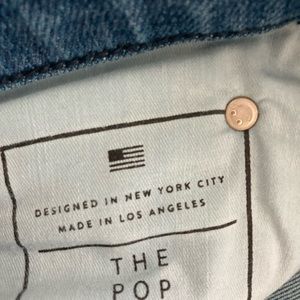 DESIGNED IN NEW YORK CITY
MADE IN LOS ANGELES
THE
POP